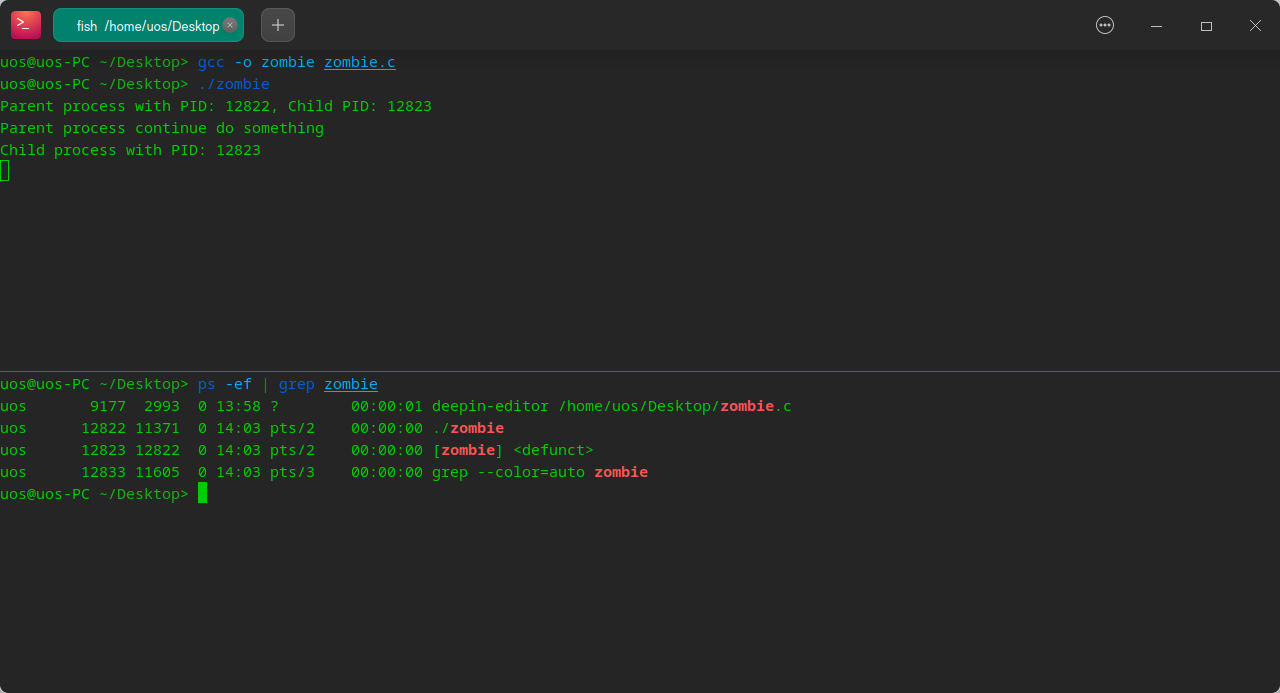 fish /home/uos/Desktop
uos@uos-PC ~/Desktop> gcc -o zombie zombie.c
uos@uos-PC ~/Desktop> ./zombie
Parent process with PID: 12822, Child PID: 12823
Parent process continue do something
Child process with PID: 12823
uos@uos-PC ~/Desktop> ps -ef | grep zombie
uos       9177  2993  0 13:58 ?        00:00:01 deepin-editor /home/uos/Desktop/zombie.c
uos      12822 11371  0 14:03 pts/2    00:00:00 ./zombie
uos      12823 12822  0 14:03 pts/2    00:00:00 [zombie] <defunct>
uos      12833 11605  0 14:03 pts/3    00:00:00 grep --color=auto zombie
uos@uos-PC ~/Desktop>